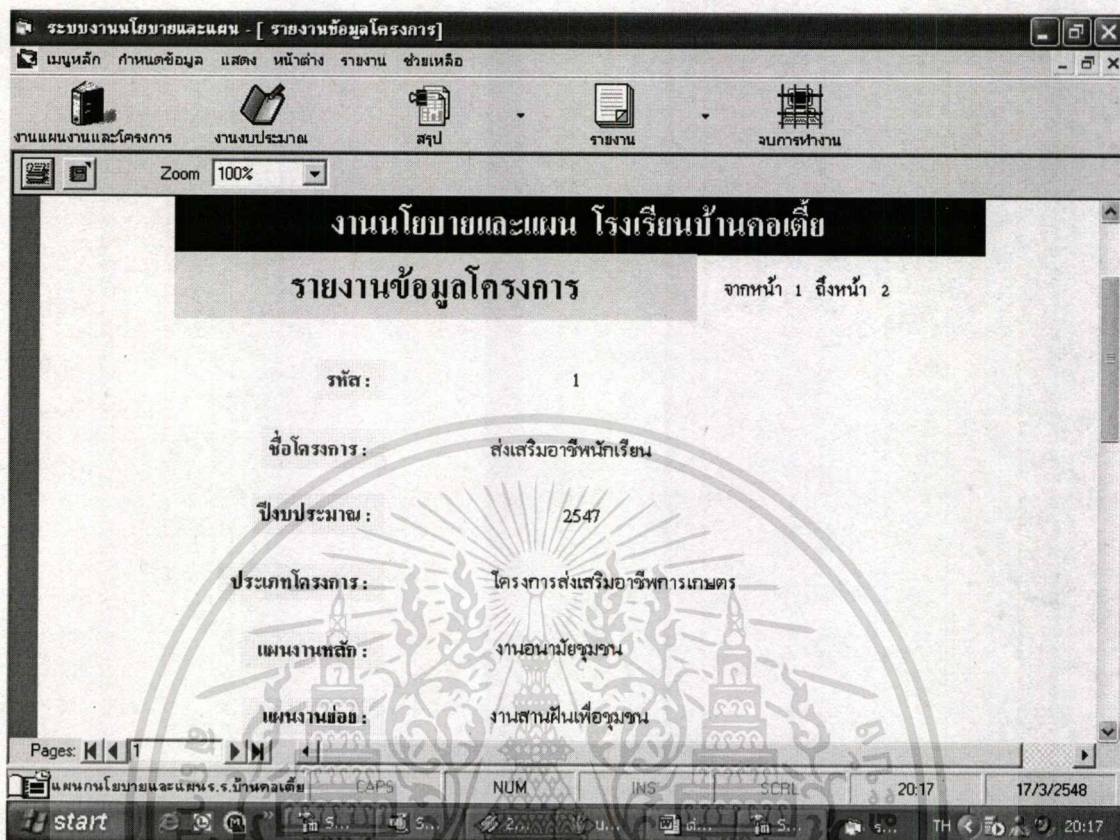 ระบบงานนโยบายและแผน - [ รายงานข้อมูลโครงการ]
เมนูหลัก กำหนดข้อมูล แสดง หน้าต่าง รายงาน ช่วยเหลือ
งานแผนงานและโครงการ งานงบประมาณ สรุป รายงาน จบการทำงาน
Zoom 100%
งานนโยบายและแผน โรงเรียนบ้านคอเตี้ย
รายงานข้อมูลโครงการ จากหน้า 1 ถึงหน้า 2
รหัส : 1
ชื่อโครงการ : ส่งเสริมอาชีพนักเรียน
ปีงบประมาณ : 2547
ประเภทโครงการ : โครงการส่งเสริมอาชีพการเกษตร
แผนงานหลัก : งานอนามัยชุมชน
แผนงานย่อย : งานสานฝันเพื่อชุมชน
Pages: 1
แผนกนโยบายและแผนร.ร.บ้านคอเตี้ย CAPS NUM INS SCRL 20:17 17/3/2548
start S... S... 2... S... TH 20:17